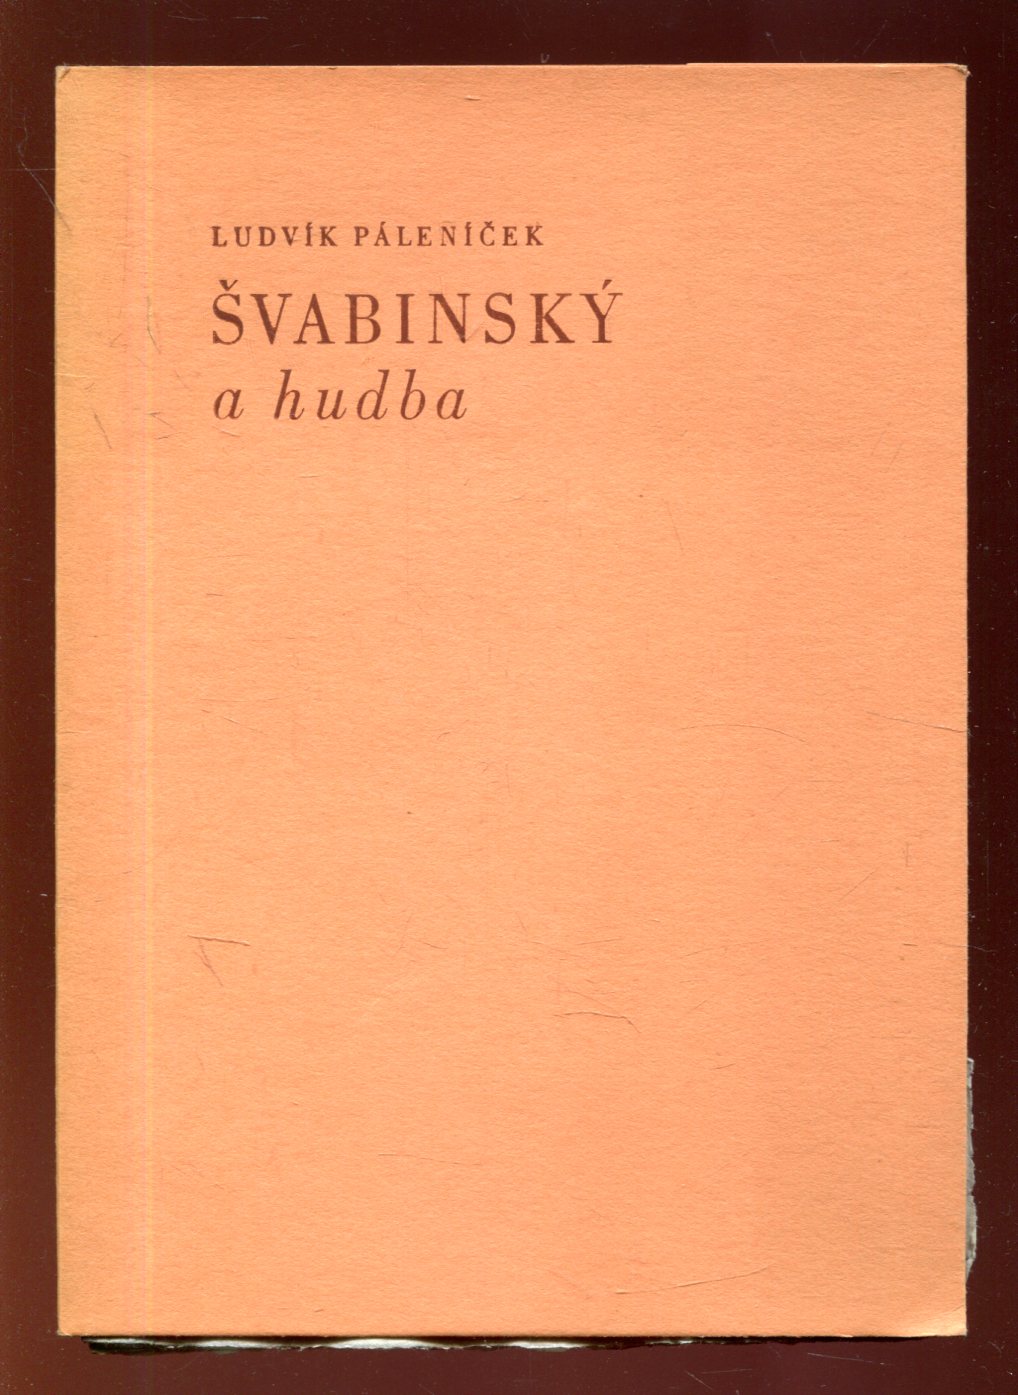 LUDVÍK PÁLENÍČEK
ŠVABINSKÝ
a hudba